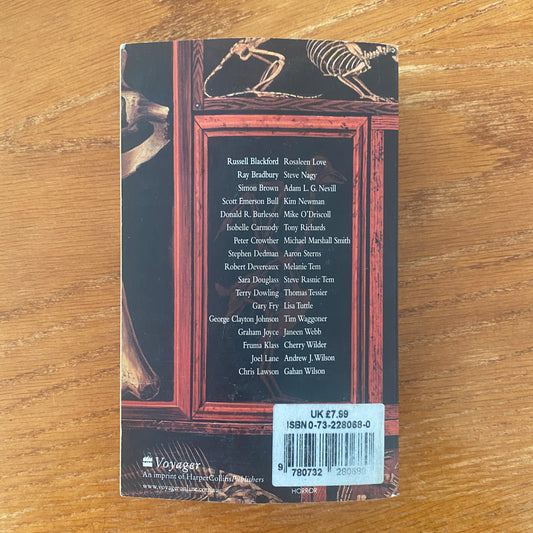 Russell Blackford Rosaleen Love
Ray Bradbury Steve Nagy
Simon Brown Adam L. G. Nevill
Scott Emerson Bull Kim Newman
Donald R. Burleson Mike O'Driscoll
Isobelle Carmody Tony Richards
Peter Crowther Michael Marshall Smith
Stephen Dedman Aaron Sterns
Robert Devereaux Melanie Tem
Sara Douglass Steve Rasnic Tem
Terry Dowling Thomas Tessier
Gary Fry Lisa Tuttle
George Clayton Johnson Tim Waggoner
Graham Joyce Janeen Webb
Fruma Klass Cherry Wilder
Joel Lane Andrew J. Wilson
Chris Lawson Gahan Wilson
UK £7.99
ISBN 0-73-228068-0
9 780732 280680
Voyager
An imprint of HarperCollinsPublishers
HORROR